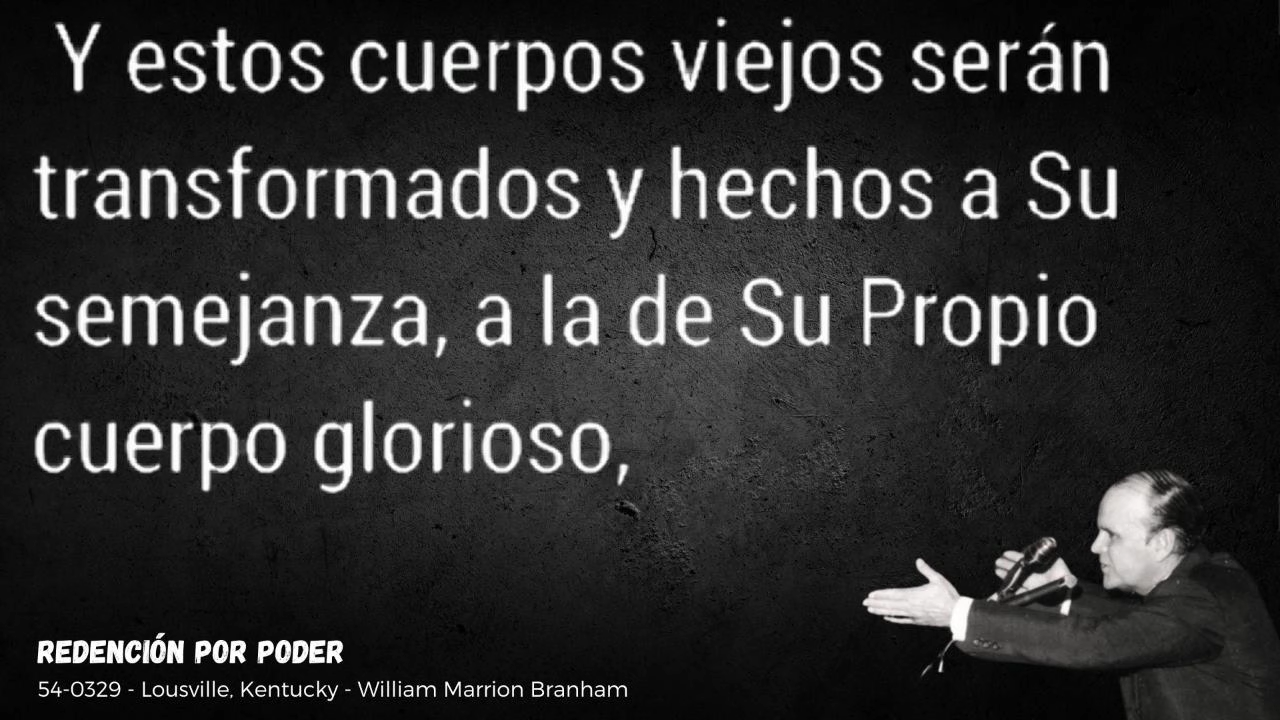 Y estos cuerpos viejos serán
transformados y hechos a Su
semejanza, a la de Su Propio
cuerpo glorioso,
REDENCIÓN POR PODER
54-0329 - Lousville, Kentucky - William Marrion Branham